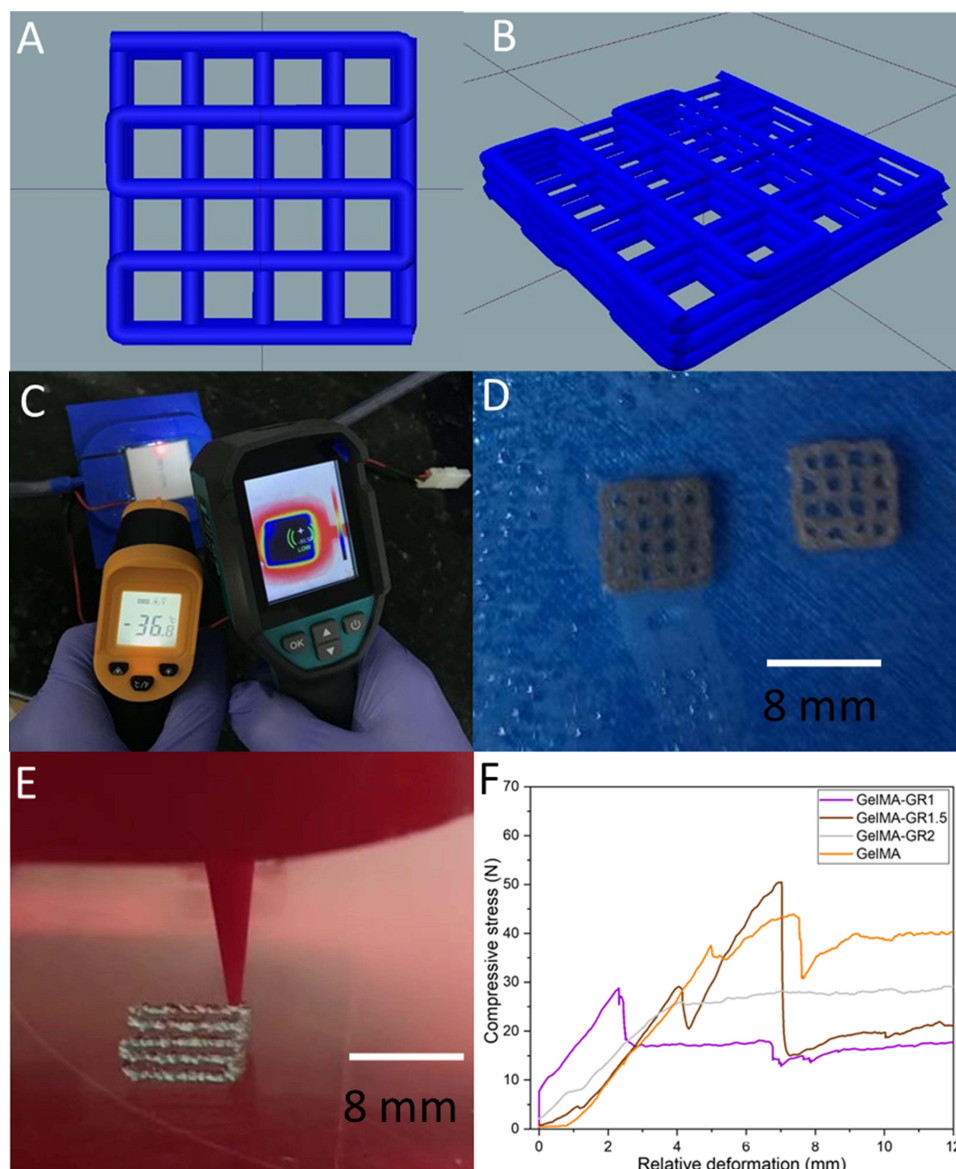 A
B
C
-36.8 °C
°C/F
LOW
OK
D
8 mm
E
8 mm
F
GelMA-GR1
GelMA-GR1.5
GelMA-GR2
GelMA
Compressive stress (N)
70
60
50
40
30
20
10
0
0 2 4 6 8 10 12
Relative deformation (mm)